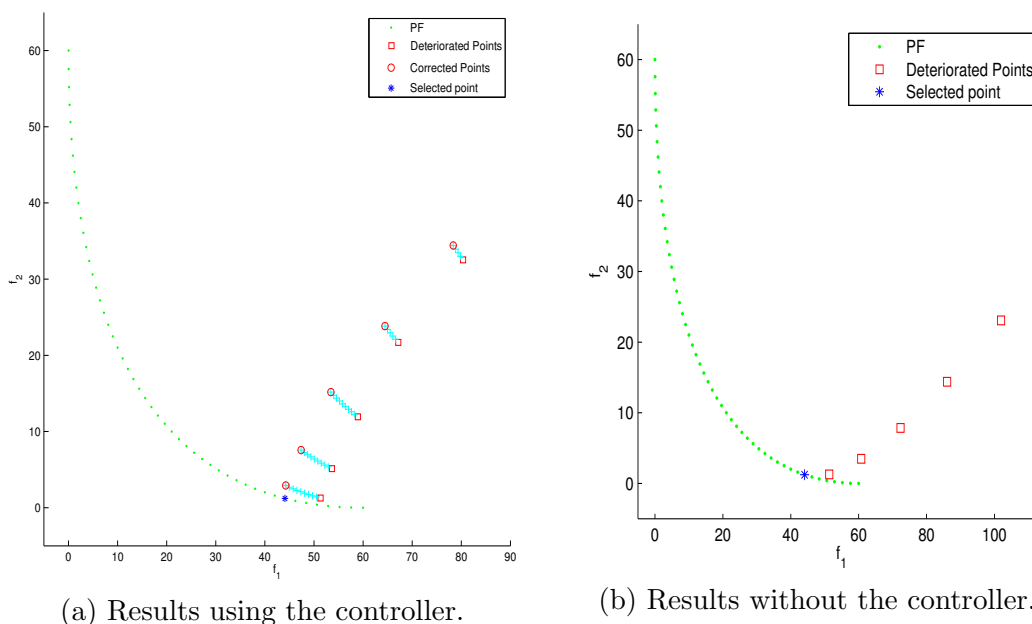 PF
Deteriorated Points
Corrected Points
Selected point
60
50
40
30
20
10
0
f2
0 10 20 30 40 50 60 70 80 90
f1
(a) Results using the controller.
PF
Deteriorated Points
Selected point
60
50
40
30
20
10
0
f2
0 20 40 60 80 100
f1
(b) Results without the controller.